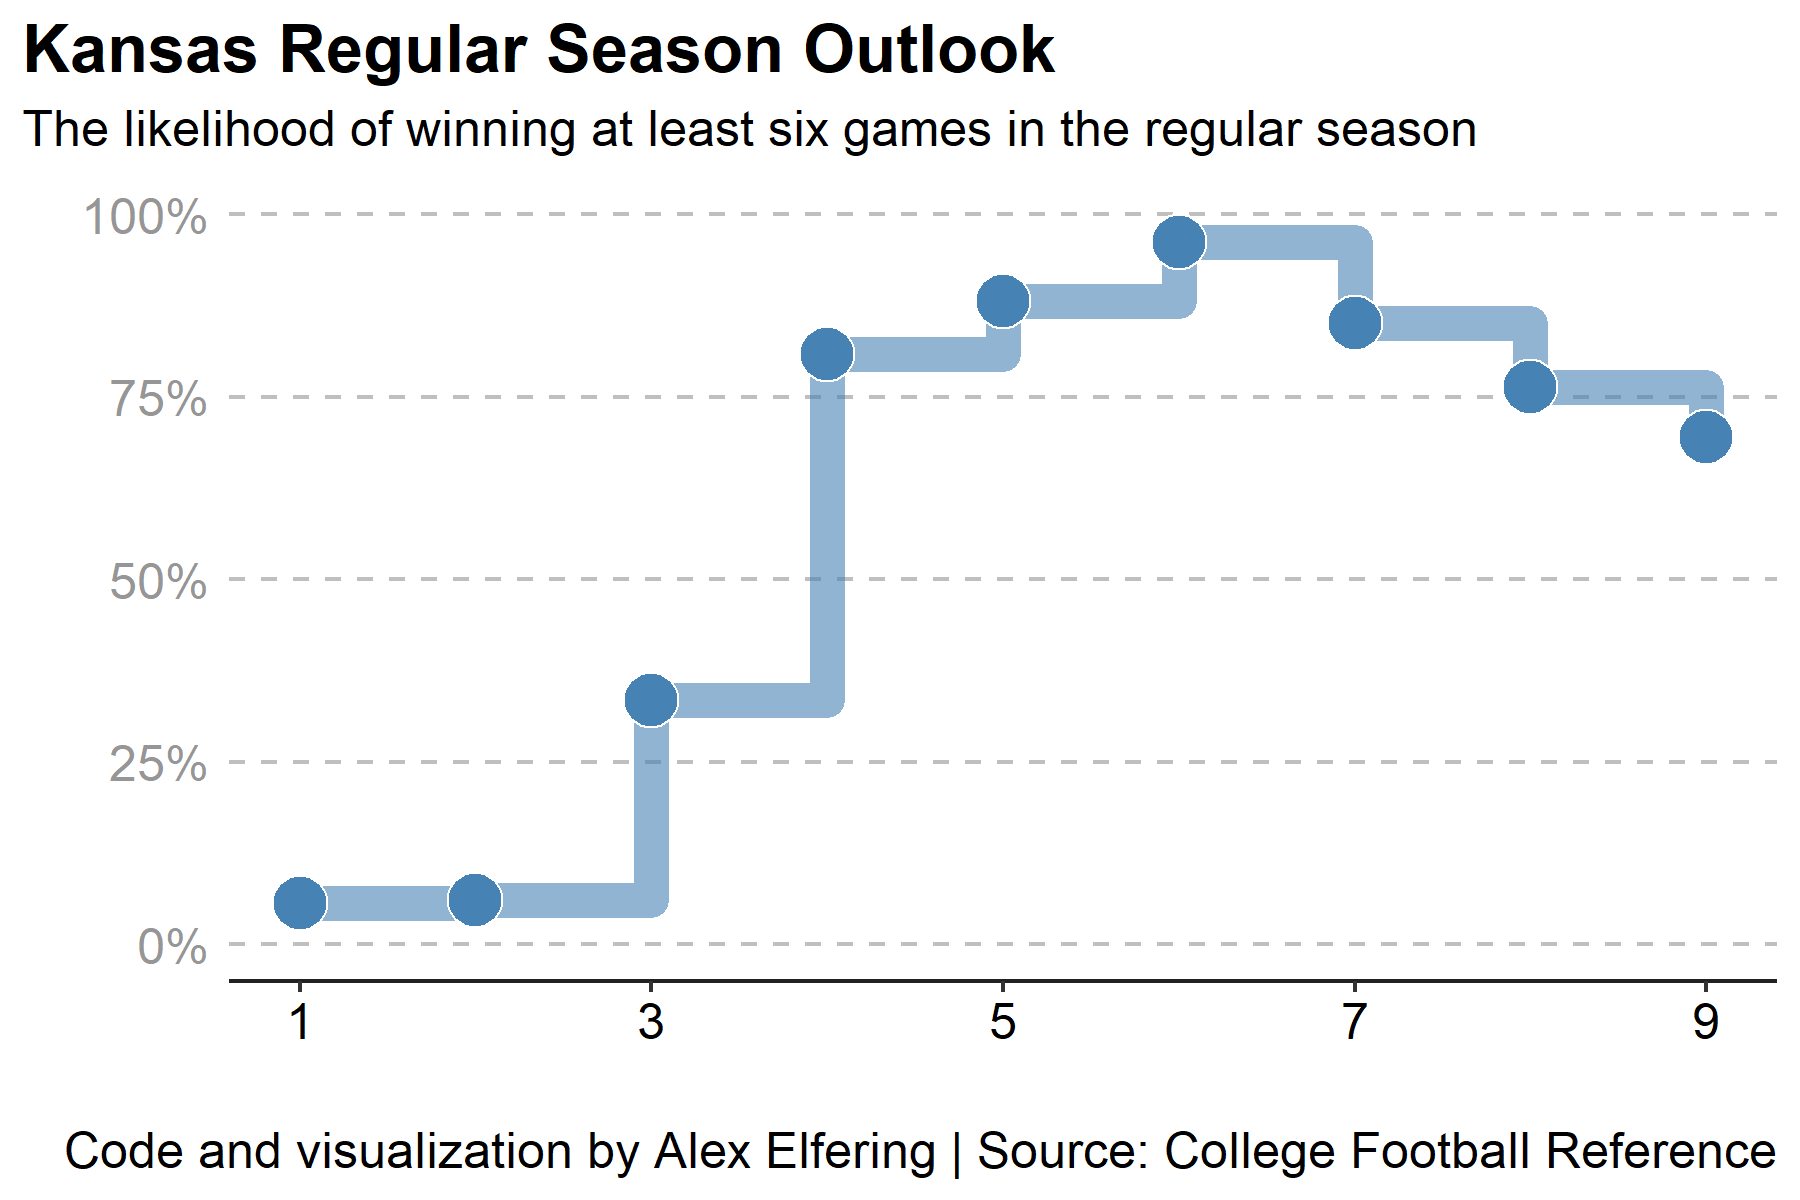 Kansas Regular Season Outlook
The likelihood of winning at least six games in the regular season
100%
75%
50%
25%
0%
1 3 5 7 9
Code and visualization by Alex Elfering | Source: College Football Reference